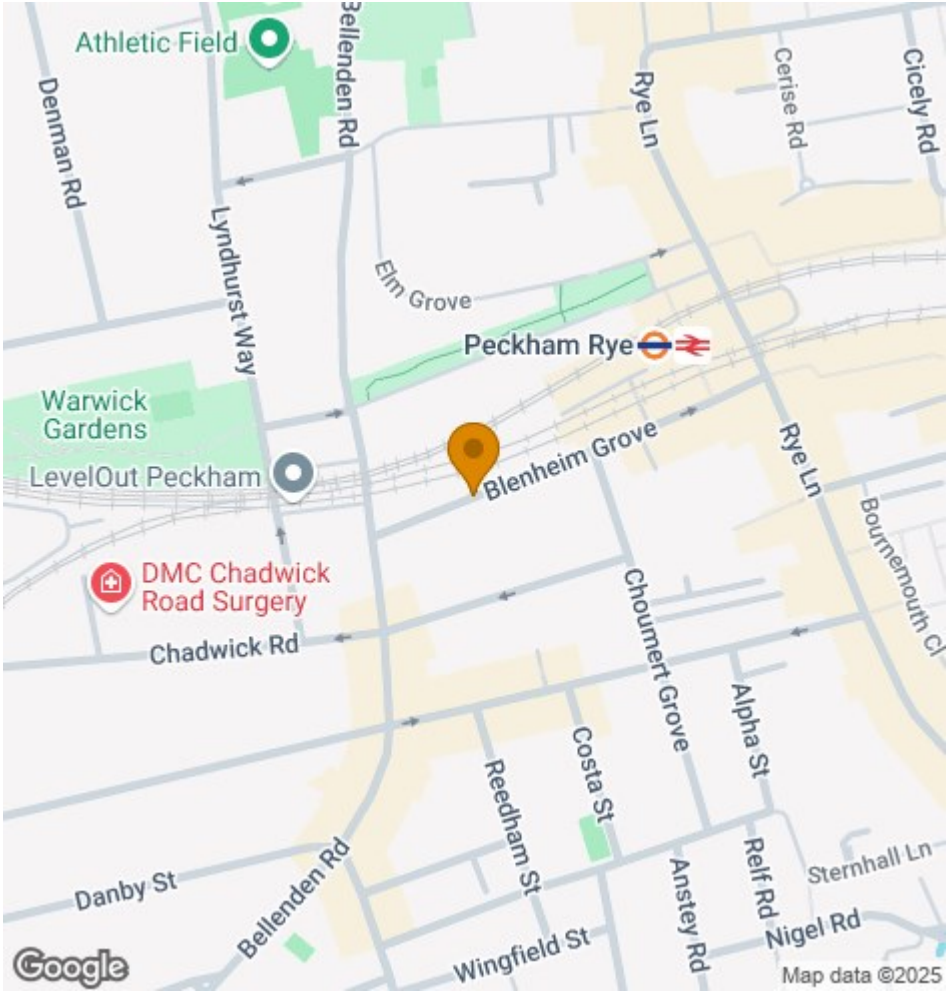 Athletic Field
Bellenden Rd
Denman Rd
Rye Ln
Cerise Rd
Cicely Rd
Lyndhurst Way
Elm Grove
Peckham Rye
Warwick
Gardens
LevelOut Peckham
Blenheim Grove
Rye Ln
Bournemouth Cl
DMC Chadwick
Road Surgery
Chadwick Rd
Choumert Grove
Alpha St
Costa St
Reedham St
Danby St
Bellenden Rd
Anstey Rd
Relf Rd
Sternhall Ln
Nigel Rd
Wingfield St
Google
Map data ©2025